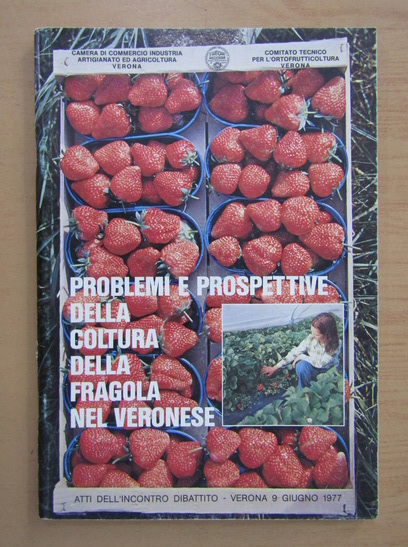 CAMERA DI COMMERCIO INDUSTRIA
ARTIGIANATO ED AGRICOLTURA
VERONA
COMITATO TECNICO
PER L'ORTOFRUTTICOLTURA
VERONA
PROBLEMI E PROSPETTIVE
DELLA
COLTURA
DELLA
FRAGOLA
NEL VERONESE
ATTI DELL'INCONTRO DIBATTITO - VERONA 9 GIUGNO 1977